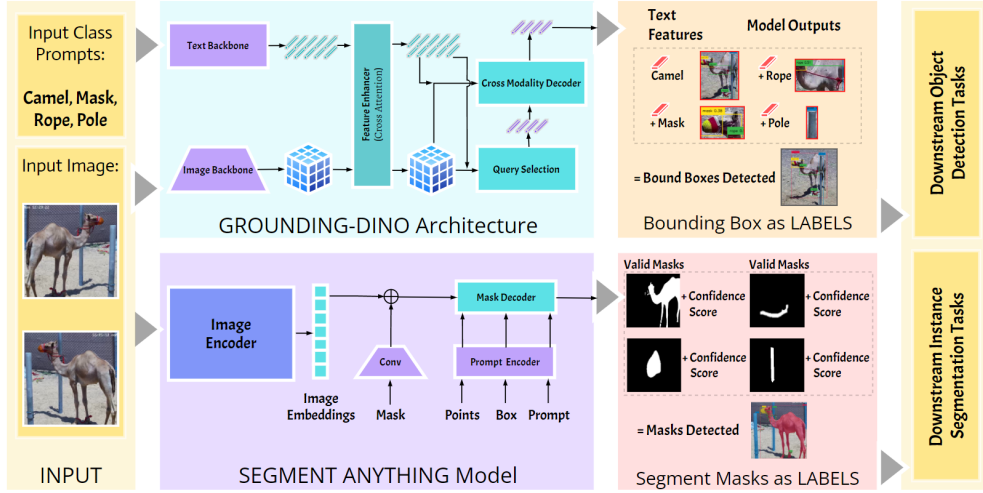 Input Class
Prompts:
Camel, Mask,
Rope, Pole
Input Image:
INPUT
Text Backbone
Image Backbone
Feature Enhancer
(Cross Attention)
Cross Modality Decoder
Query Selection
GROUNDING-DINO Architecture
Image
Encoder
Image
Embeddings
Conv
Mask
Mask Decoder
Prompt Encoder
Points
Box
Prompt
SEGMENT ANYTHING Model
Text
Features
Model Outputs
Camel
+ Rope
+ Mask
+ Pole
= Bound Boxes Detected
Bounding Box as LABELS
Valid Masks
Valid Masks
+ Confidence
Score
+ Confidence
Score
+ Confidence
Score
+ Confidence
Score
= Masks Detected
Segment Masks as LABELS
Downstream Object
Detection Tasks
Downstream Instance
Segmentation Tasks